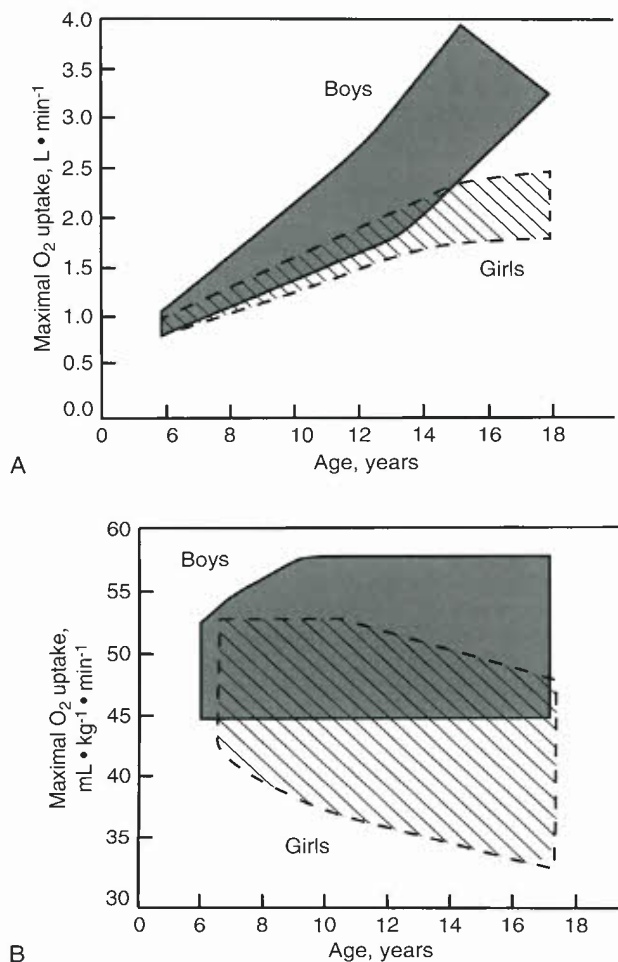 4.0
3.5
Boys
3.0
2.5
2.0
1.5
Girls
1.0
0.5
0.0
Maximal O₂ uptake, L • min⁻¹
0 6 8 10 12 14 16 18
Age, years
A
60
Boys
55
50
45
40
35
Girls
30
Maximal O₂ uptake,
mL • kg⁻¹ • min⁻¹
0 6 8 10 12 14 16 18
Age, years
B